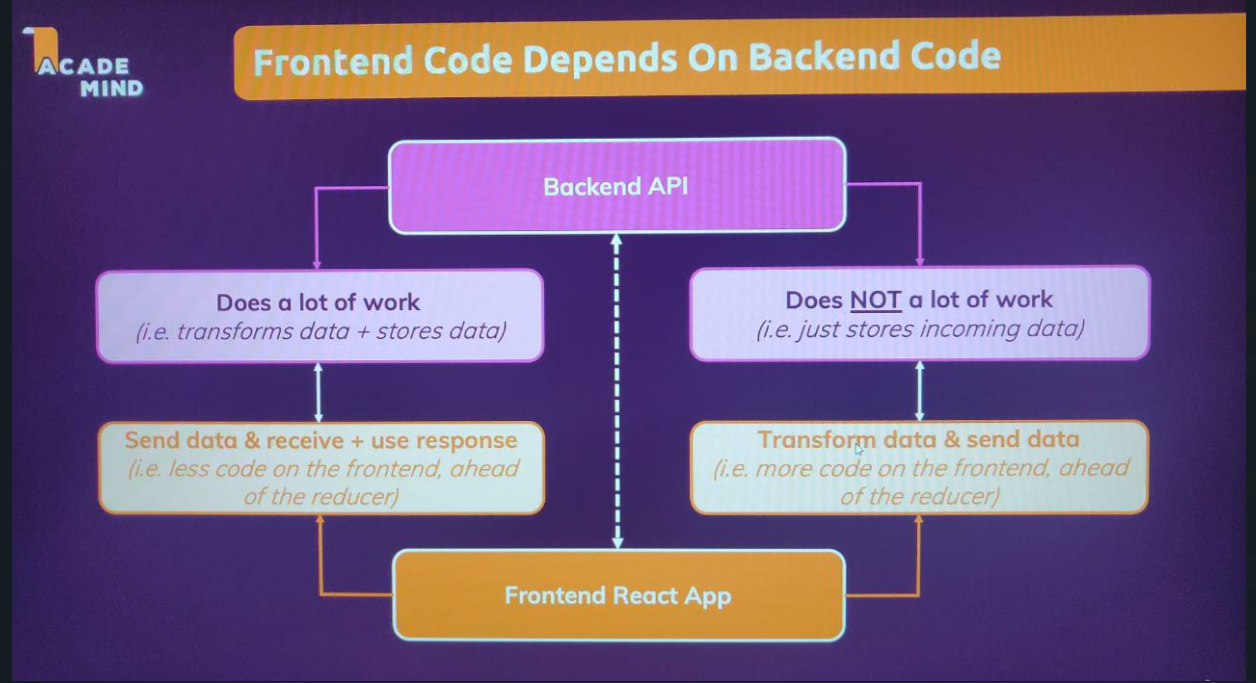 ACADE
MIND
Frontend Code Depends On Backend Code
Backend API
Does a lot of work
(i.e. transforms data + stores data)
Does NOT a lot of work
(i.e. just stores incoming data)
Send data & receive + use response
(i.e. less code on the frontend, ahead
of the reducer)
Transform data & send data
(i.e. more code on the frontend, ahead
of the reducer)
Frontend React App